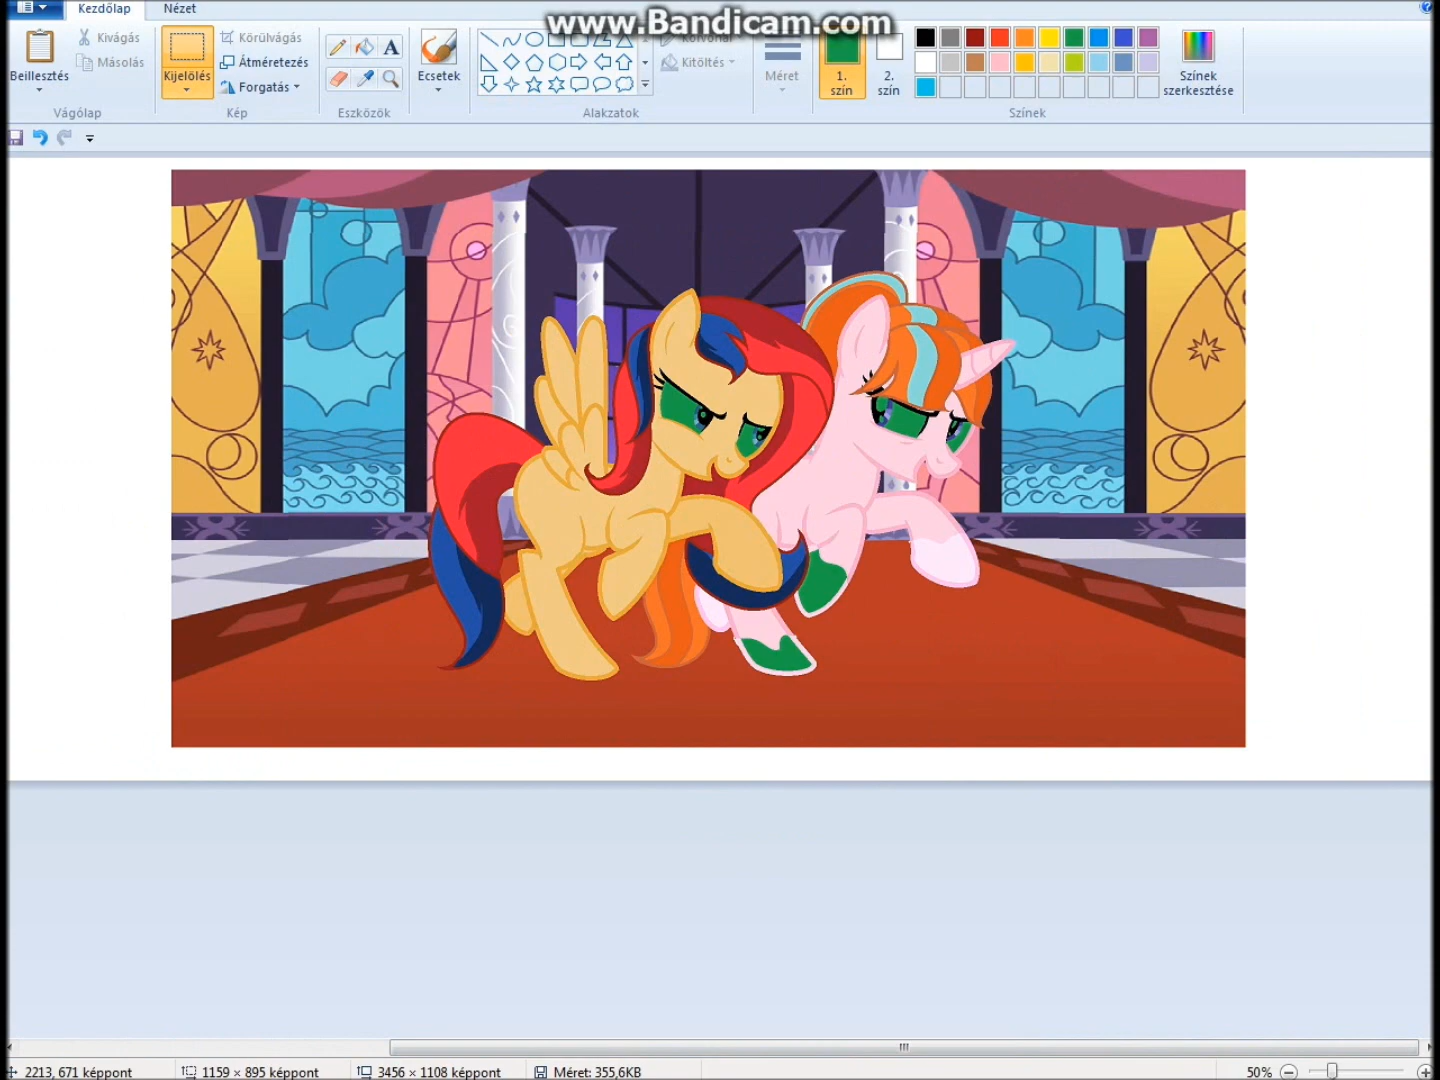 Kezdőlap
Nézet
www.Bandicam.com
Beillesztés
Kivágás
Másolás
Vágólap
Kijelölés
Körülvágás
Átméretezés
Forgatás
Kép
A
Eszközök
Ecsetek
Körvonal
Kitöltés
Alakzatok
Méret
1.
szín
2.
szín
Színek
szerkesztése
Színek
2213, 671 képpont
1159 × 895 képpont
3456 × 1108 képpont
Méret: 355,6KB
50%